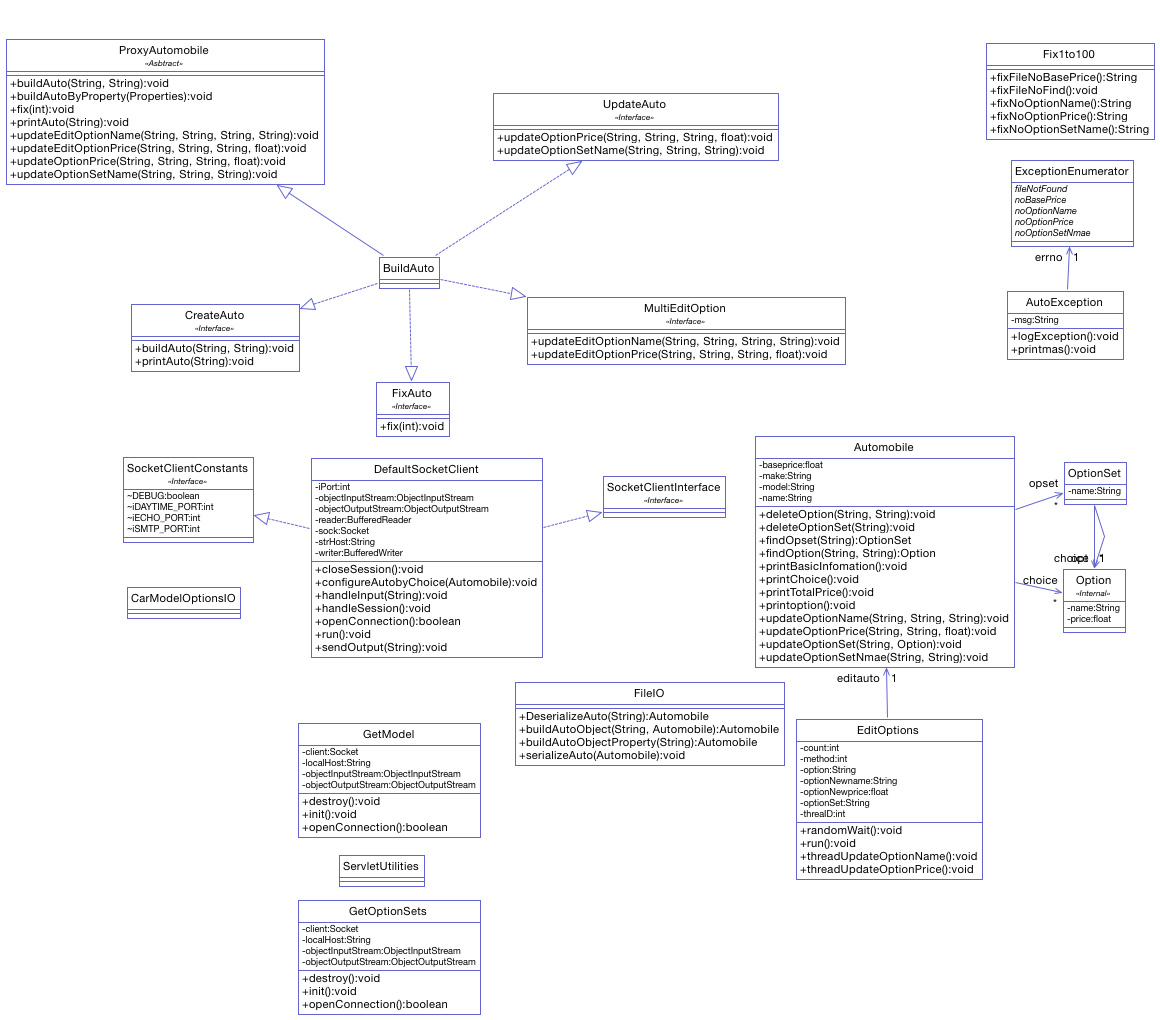 ProxyAutomobile
«Asbtract»
+buildAuto(String, String):void
+buildAutoByProperty(Properties):void
+fix(int):void
+printAuto(String):void
+updateEditOptionName(String, String, String, String):void
+updateEditOptionPrice(String, String, String, float):void
+updateOptionPrice(String, String, String, float):void
+updateOptionSetName(String, String, String):void
UpdateAuto
«Interface»
+updateOptionPrice(String, String, String, float):void
+updateOptionSetName(String, String, String):void
Fix1to100
+fixFileNoBasePrice():String
+fixFileNoFind():void
+fixNoOptionName():String
+fixNoOptionPrice():String
+fixNoOptionSetName():String
ExceptionEnumerator
fileNotFound
noBasePrice
noOptionName
noOptionPrice
noOptionSetNmae
errno 1
AutoException
-msg:String
+logException():void
+printmas():void
BuildAuto
CreateAuto
«Interface»
+buildAuto(String, String):void
+printAuto(String):void
MultiEditOption
«Interface»
+updateEditOptionName(String, String, String, String):void
+updateEditOptionPrice(String, String, String, float):void
FixAuto
«Interface»
+fix(int):void
SocketClientConstants
«Interface»
~DEBUG:boolean
~iDAYTIME_PORT:int
~iECHO_PORT:int
~iSMTP_PORT:int
DefaultSocketClient
-iPort:int
-objectInputStream:ObjectInputStream
-objectOutputStream:ObjectOutputStream
-reader:BufferedReader
-sock:Socket
-strHost:String
-writer:BufferedWriter
+closeSession():void
+configureAutobyChoice(Automobile):void
+handleInput(String):void
+handleSession():void
+openConnection():boolean
+run():void
+sendOutput(String):void
SocketClientInterface
«Interface»
Automobile
-baseprice:float
-make:String
-model:String
-name:String
+deleteOption(String, String):void
+deleteOptionSet(String):void
+findOpset(String):OptionSet
+findOption(String, String):Option
+printBasicInfomation():void
+printChoice():void
+printTotalPrice():void
+printoption():void
+updateOptionName(String, String, String):void
+updateOptionPrice(String, String, float):void
+updateOptionSet(String, Option):void
+updateOptionSetNmae(String, String):void
opset
*
OptionSet
-name:String
1
choice
*
Option
«Internal»
-name:String
-price:float
CarModelOptionsIO
editauto 1
FileIO
+DeserializeAuto(String):Automobile
+buildAutoObject(String, Automobile):Automobile
+buildAutoObjectProperty(String):Automobile
+serializeAuto(Automobile):void
EditOptions
-count:int
-method:int
-option:String
-optionNewname:String
-optionNewprice:float
-optionSet:String
-threaID:int
+randomWait():void
+run():void
+threadUpdateOptionName():void
+threadUpdateOptionPrice():void
GetModel
-client:Socket
-localHost:String
-objectInputStream:ObjectInputStream
-objectOutputStream:ObjectOutputStream
+destroy():void
+init():void
+openConnection():boolean
ServletUtilities
GetOptionSets
-client:Socket
-localHost:String
-objectInputStream:ObjectInputStream
-objectOutputStream:ObjectOutputStream
+destroy():void
+init():void
+openConnection():boolean